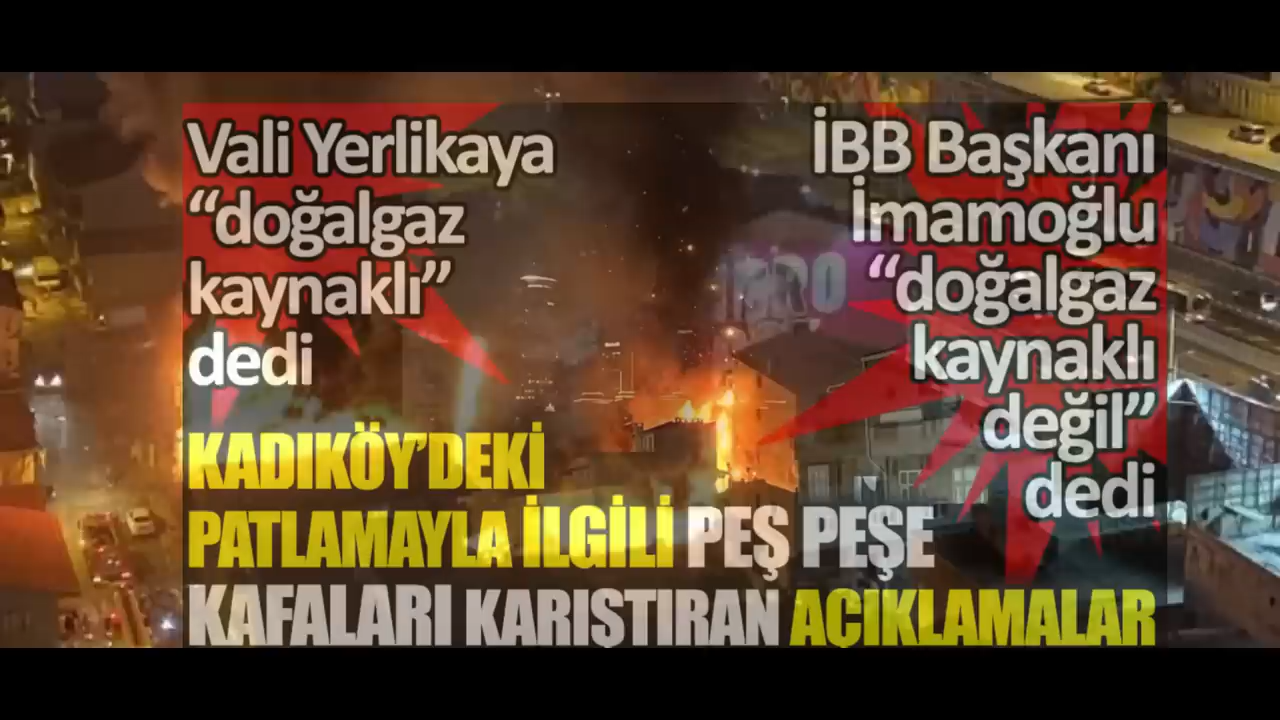 Vali Yerlikaya
“doğalgaz
kaynaklı”
dedi
İBB Başkanı
İmamoğlu
“doğalgaz
kaynaklı
değil”
dedi
KADIKÖY’DEKİ
PATLAMAYLA İLGİLİ PEŞ PEŞE
KAFALARI KARIŞTIRAN AÇIKLAMALAR